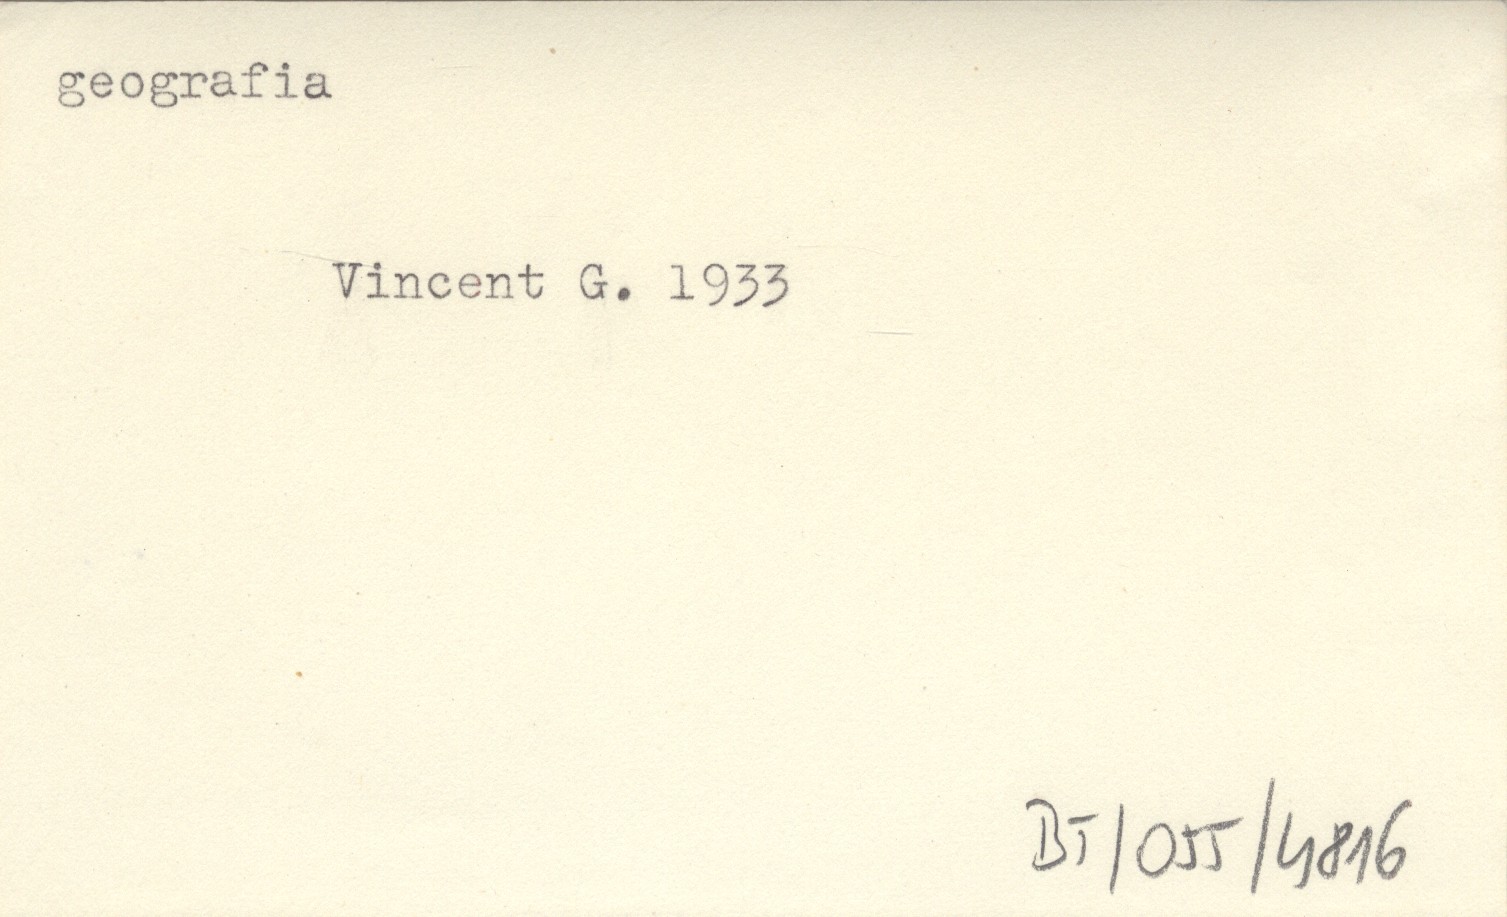 geografia
Vincent G. 1933
BT/055/4816